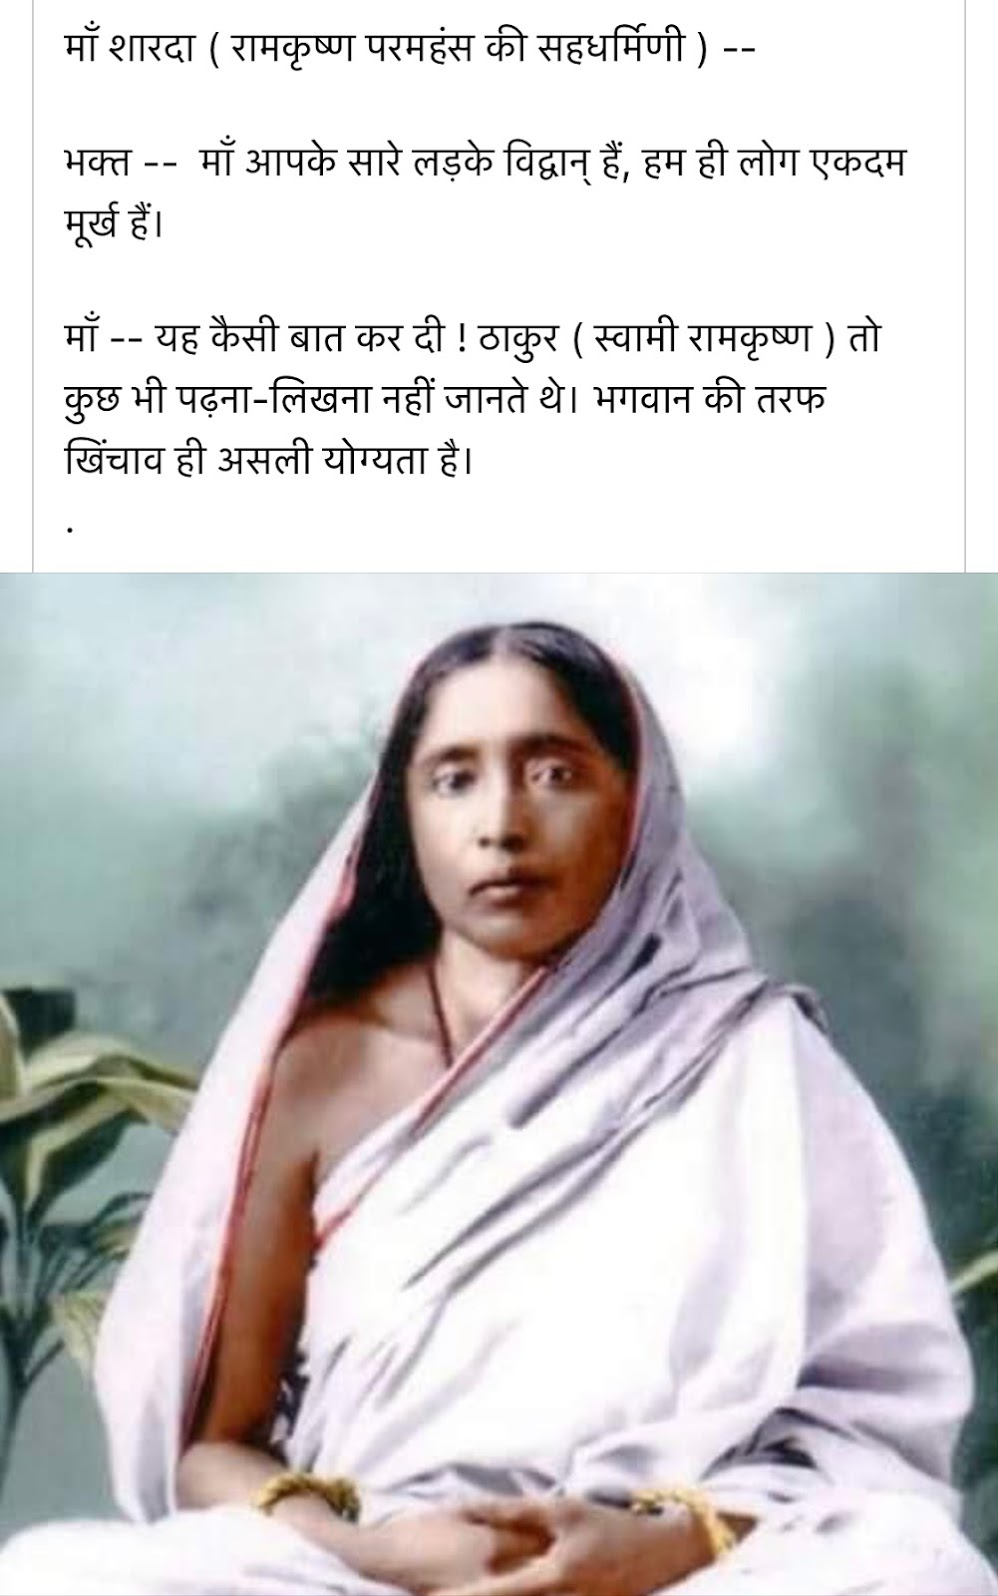 माँ शारदा ( रामकृष्ण परमहंस की सहधर्मिणी ) --
भक्त -- माँ आपके सारे लड़के विद्वान् हैं, हम ही लोग एकदम
मूर्ख हैं।
माँ -- यह कैसी बात कर दी ! ठाकुर ( स्वामी रामकृष्ण ) तो
कुछ भी पढ़ना-लिखना नहीं जानते थे। भगवान की तरफ
खिंचाव ही असली योग्यता है।
.